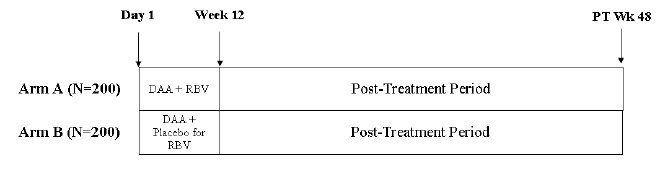 Day 1 Week 12 PT Wk 48
Arm A (N=200) DAA + RBV Post-Treatment Period
Arm B (N=200) DAA + Post-Treatment Period
Placebo for
RBV